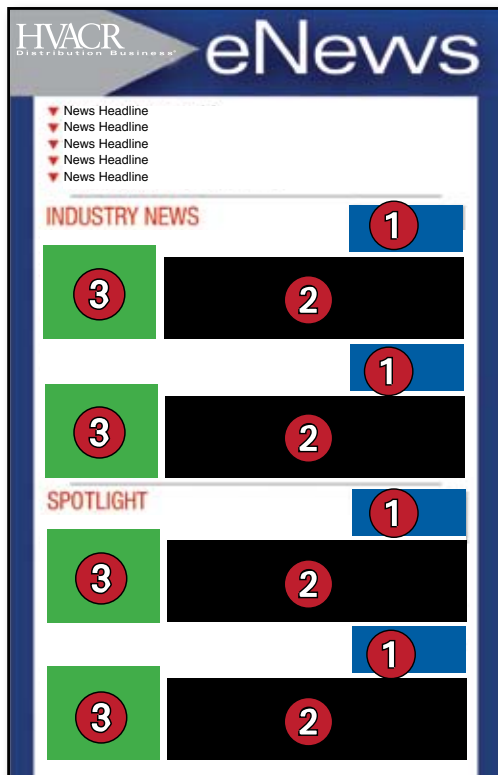 HVACR
Distribution Business
eNews
News Headline
News Headline
News Headline
News Headline
News Headline
INDUSTRY NEWS
1
3
2
1
3
2
SPOTLIGHT
1
3
2
1
3
2